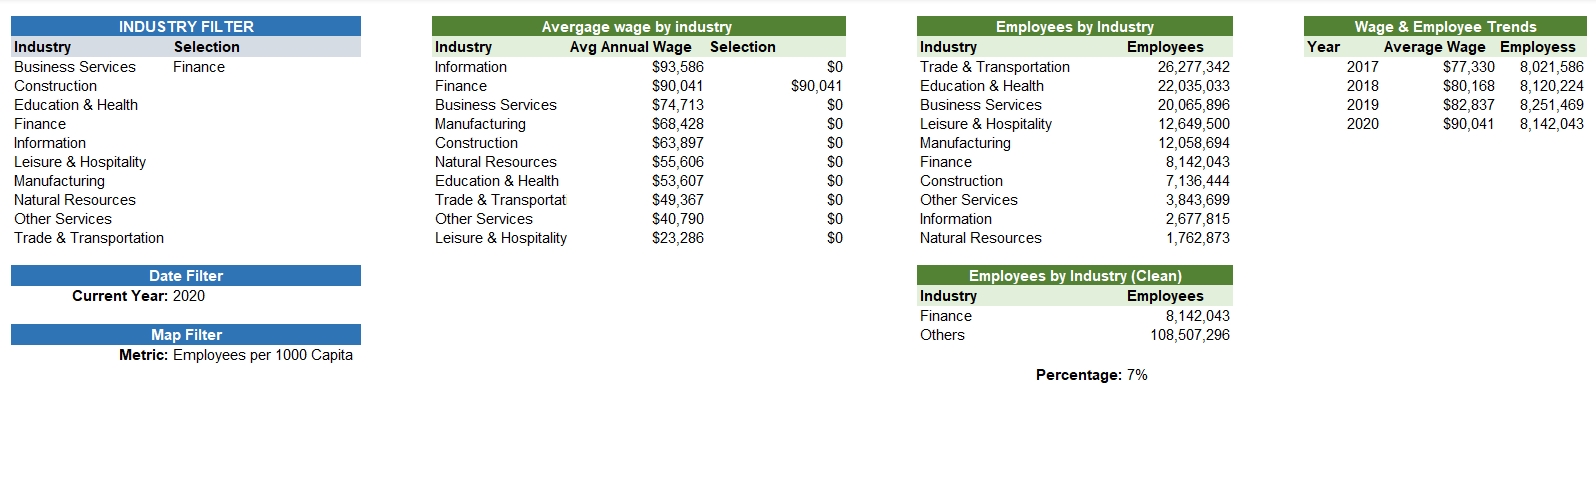 INDUSTRY FILTER
Industry Selection
Business Services Finance
Construction
Education & Health
Finance
Information
Leisure & Hospitality
Manufacturing
Natural Resources
Other Services
Trade & Transportation
Date Filter
Current Year: 2020
Map Filter
Metric: Employees per 1000 Capita
Avergage wage by industry
Industry Avg Annual Wage Selection
Information $93,586 $0
Finance $90,041 $90,041
Business Services $74,713 $0
Manufacturing $68,428 $0
Construction $63,897 $0
Natural Resources $55,606 $0
Education & Health $53,607 $0
Trade & Transportat $49,367 $0
Other Services $40,790 $0
Leisure & Hospitality $23,286 $0
Employees by Industry
Industry Employees
Trade & Transportation 26,277,342
Education & Health 22,035,033
Business Services 20,065,896
Leisure & Hospitality 12,649,500
Manufacturing 12,058,694
Finance 8,142,043
Construction 7,136,444
Other Services 3,843,699
Information 2,677,815
Natural Resources 1,762,873
Employees by Industry (Clean)
Industry Employees
Finance 8,142,043
Others 108,507,296
Percentage: 7%
Wage & Employee Trends
Year Average Wage Employess
2017 $77,330 8,021,586
2018 $80,168 8,120,224
2019 $82,837 8,251,469
2020 $90,041 8,142,043